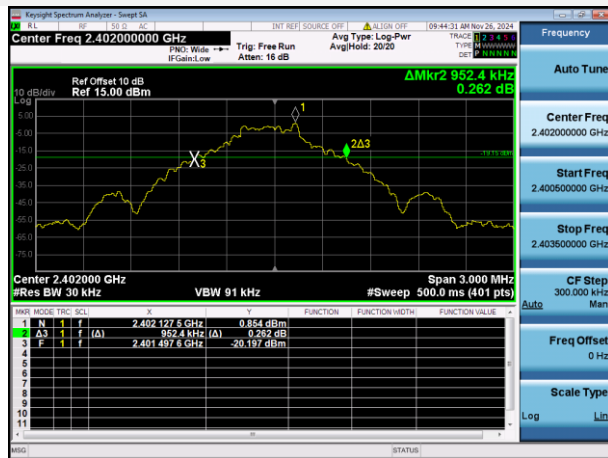 Keysight Spectrum Analyzer - Swept SA
RL RF 50 Ω AC INT REF SOURCE OFF ALIGN OFF 09:44:31 AM Nov 26, 2024
Center Freq 2.402000000 GHz
PNO: Wide
IFGain:Low
Trig: Free Run
Atten: 16 dB
Avg Type: Log-Pwr
Avg|Hold: 20/20
TRACE 1 2 3 4 5 6
TYPE M W W W W W
DET P N N N N N
Ref Offset 10 dB
Ref 15.00 dBm
10 dB/div
Log
ΔMkr2 952.4 kHz
0.262 dB
5.00
-5.00
-15.0
-25.0
-35.0
-45.0
-55.0
-65.0
-75.0
1
2Δ3
3
Center 2.402000 GHz
#Res BW 30 kHz
VBW 91 kHz
Span 3.000 MHz
#Sweep 500.0 ms (401 pts)
MKR MODE TRC SCL X Y FUNCTION FUNCTION WIDTH FUNCTION VALUE
1 N 1 f 2.402 127 5 GHz 0.854 dBm
2 Δ3 1 f (Δ) 952.4 kHz (Δ) 0.262 dB
3 F 1 f 2.401 497 6 GHz -20.197 dBm
4
5
6
7
8
9
10
11
MSG
STATUS
Frequency
Auto Tune
Center Freq
2.402000000 GHz
Start Freq
2.400500000 GHz
Stop Freq
2.403500000 GHz
CF Step
300.000 kHz
Auto Man
Freq Offset
0 Hz
Scale Type
Log Lin